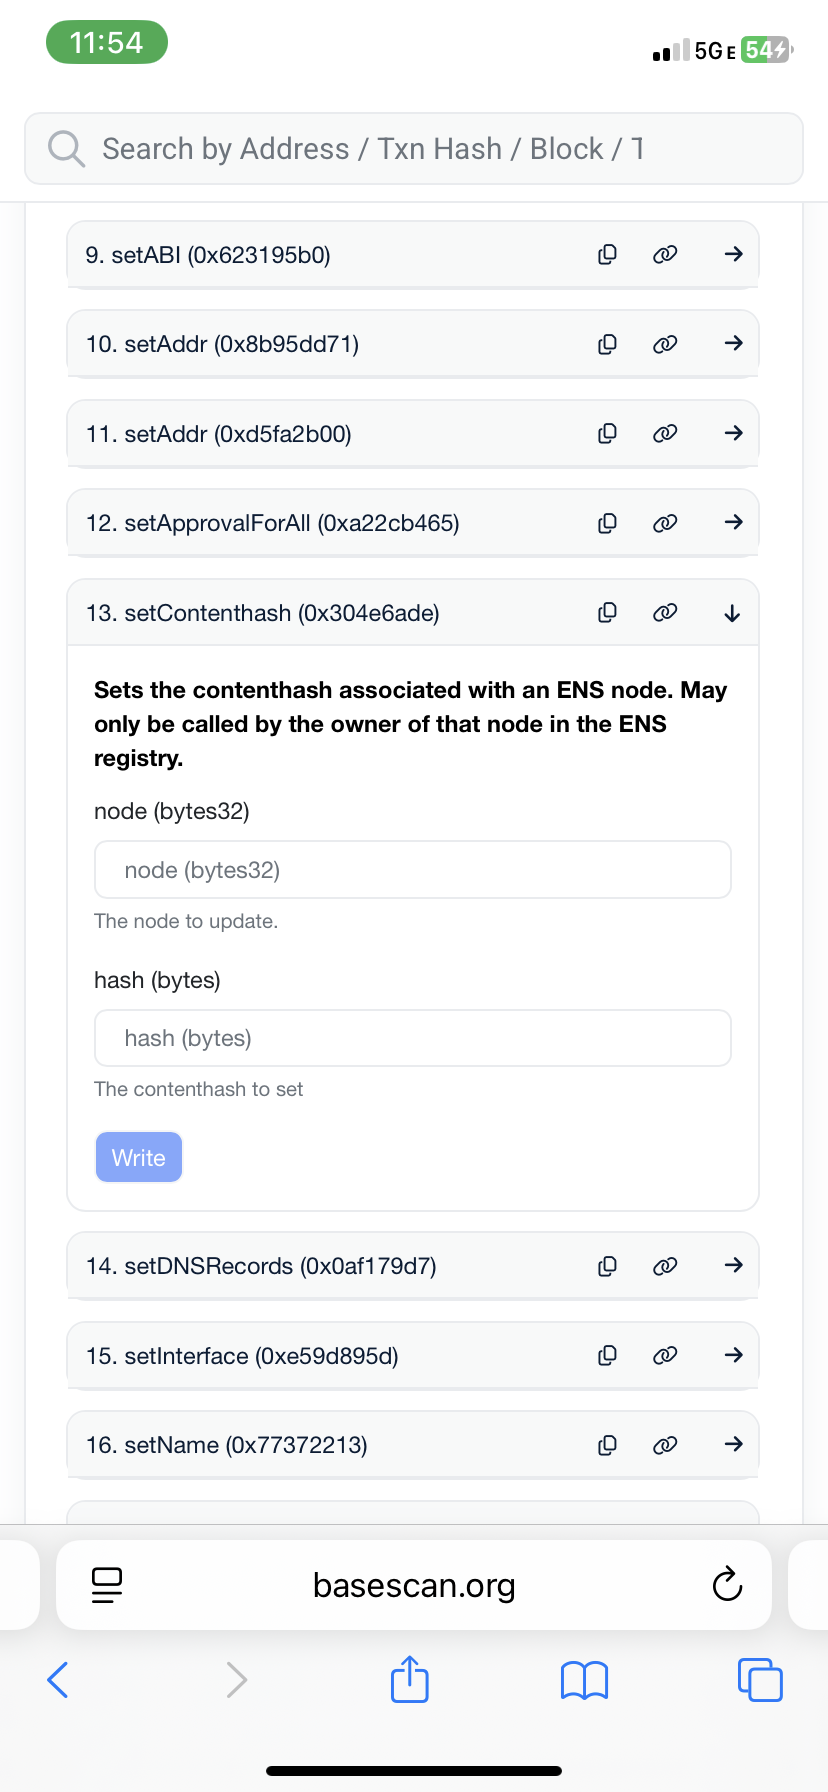 11:54
5G E 54
Search by Address / Txn Hash / Block / T
9. setABI (0x623195b0)
10. setAddr (0x8b95dd71)
11. setAddr (0xd5fa2b00)
12. setApprovalForAll (0xa22cb465)
13. setContenthash (0x304e6ade)
Sets the contenthash associated with an ENS node. May
only be called by the owner of that node in the ENS
registry.
node (bytes32)
node (bytes32)
The node to update.
hash (bytes)
hash (bytes)
The contenthash to set
Write
14. setDNSRecords (0x0af179d7)
15. setInterface (0xe59d895d)
16. setName (0x77372213)
basescan.org